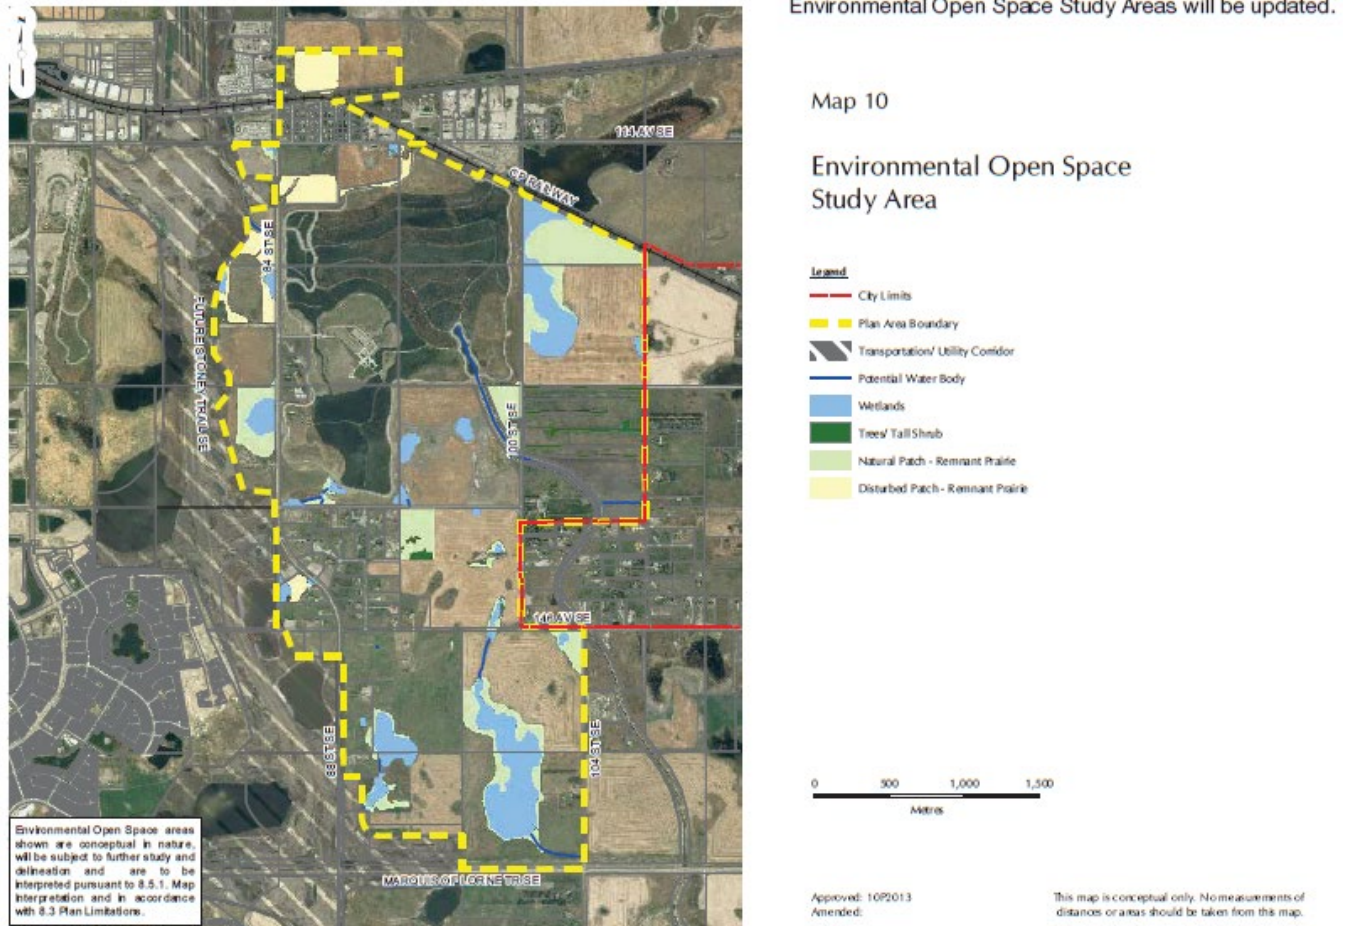 Environmental Open Space Study Areas will be updated.
Map 10
Environmental Open Space
Study Area
Legend
City Limits
Plan Area Boundary
Transportation/ Utility Corridor
Potential Water Body
Wetlands
Trees/ Tall Shrub
Natural Patch - Remnant Prairie
Disturbed Patch - Remnant Prairie
N
114 AV SE
CP RAILWAY
84 ST SE
FUTURE STONEY TRAIL SE
100 ST SE
146 AV SE
88 ST SE
104 ST SE
MARQUIS OF LORNE TR SE
Environmental Open Space areas
shown are conceptual in nature,
will be subject to further study and
delineation and are to be
interpreted pursuant to 8.5.1. Map
Interpretation and in accordance
with 8.3 Plan Limitations.
0 500 1,000 1,500
Metres
Approved: 10P2013
Amended:
This map is conceptual only. No measurements of
distances or areas should be taken from this map.